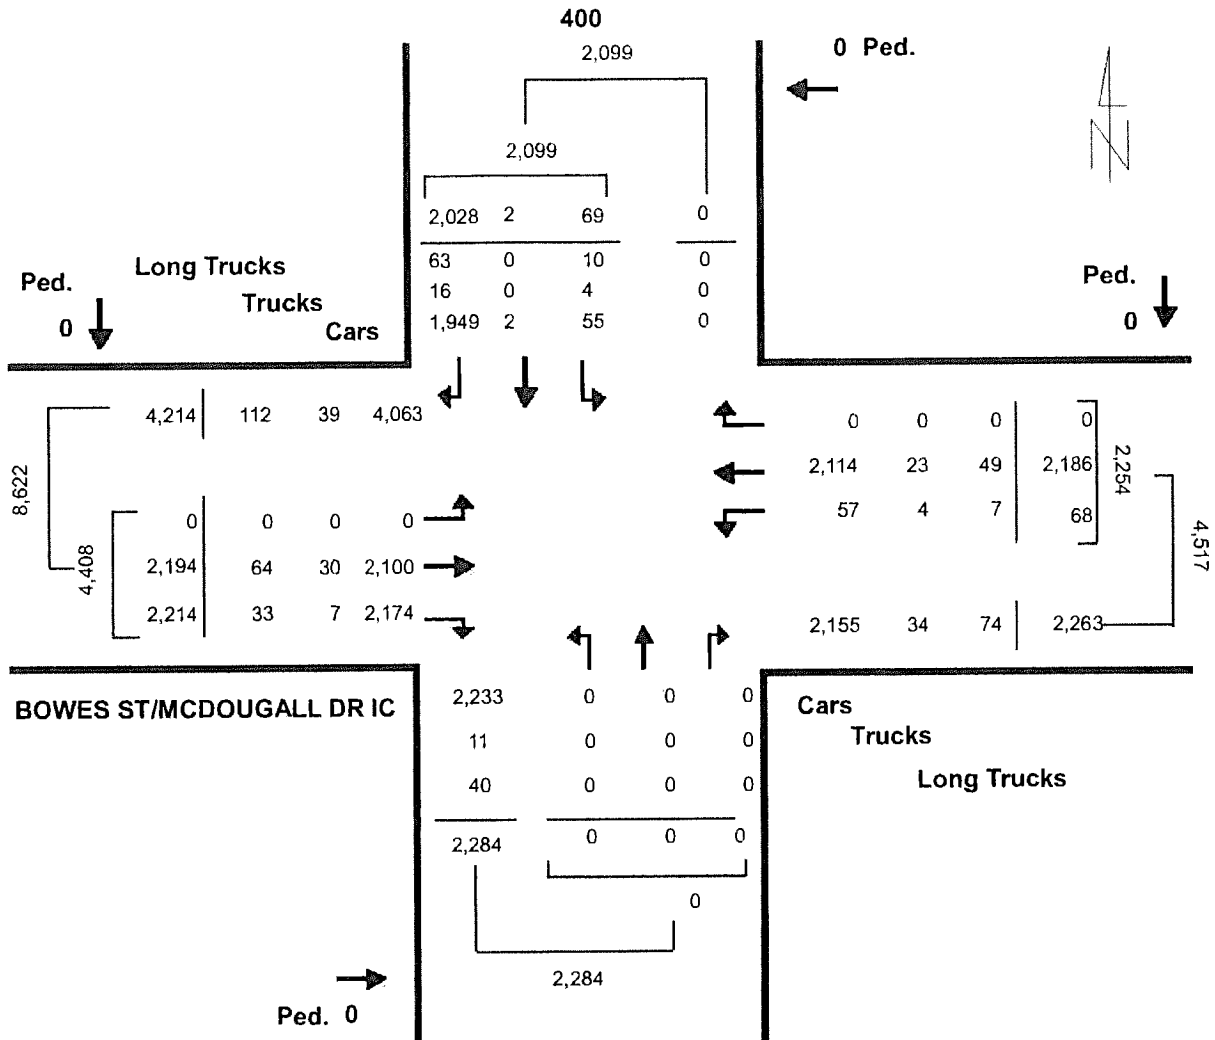 400
2,099
0 Ped.
2,099
2,028 2 69 0
63 0 10 0
16 0 4 0
1,949 2 55 0
Long Trucks
Trucks
Cars
Ped.
0
Ped.
0
N
4,214 112 39 4,063
8,622
0 0 0 0
2,194 64 30 2,100
2,214 33 7 2,174
4,408
0 0 0 0
2,114 23 49 2,186
57 4 7 68
2,254
4,517
2,155 34 74 2,263
BOWES ST/MCDOUGALL DR IC
2,233 0 0 0
11 0 0 0
40 0 0 0
2,284 0 0 0
0
2,284
Cars
Trucks
Long Trucks
Ped. 0